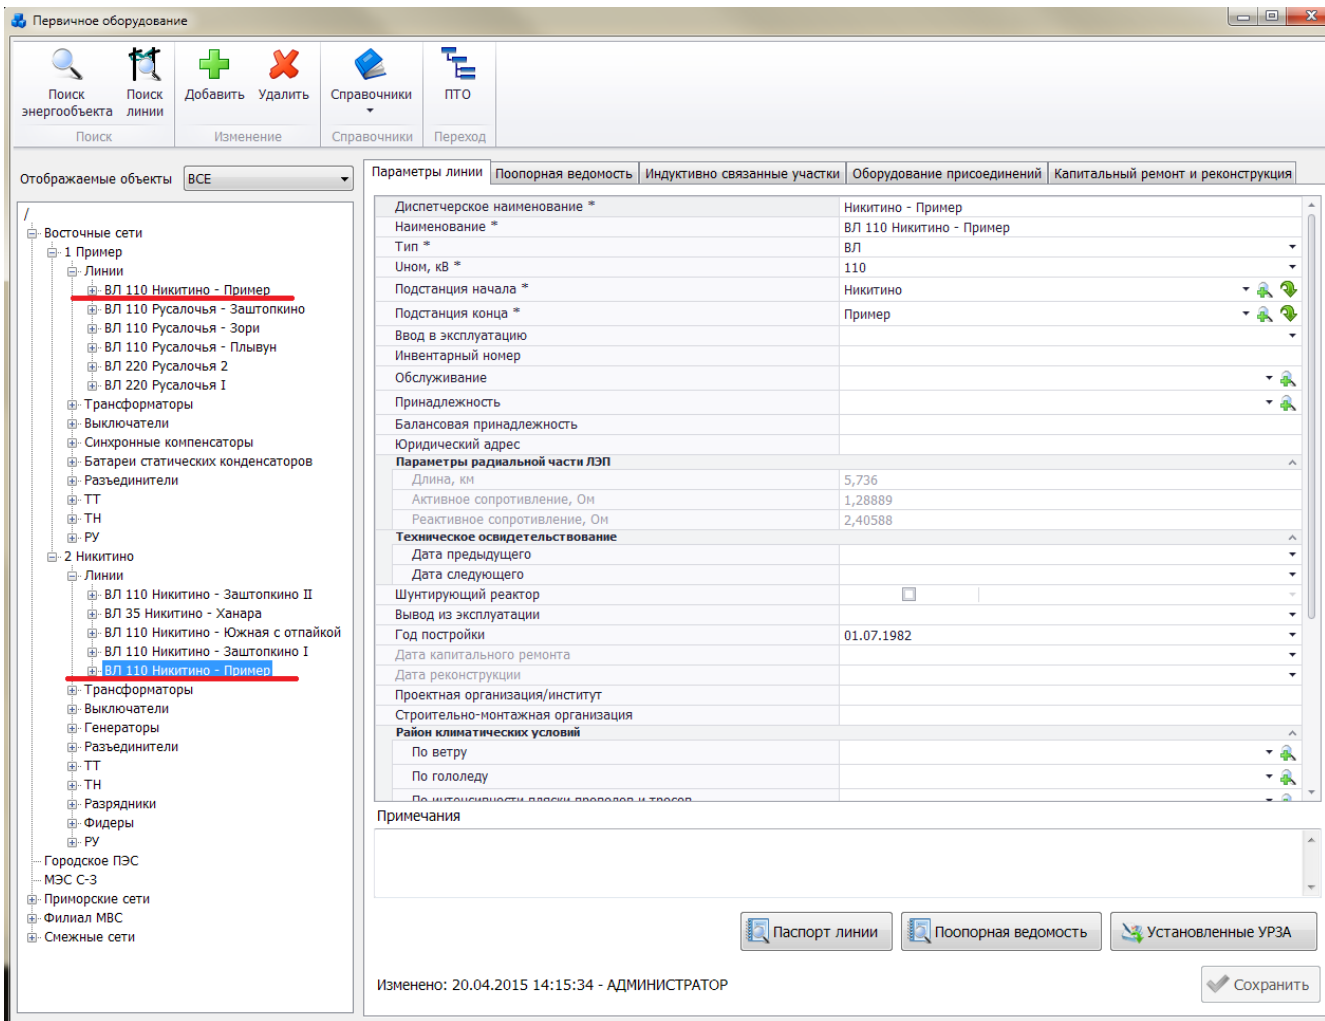 Первичное оборудование
Поиск энергообъекта
Поиск линии
Добавить
Удалить
Справочники
ПТО
Поиск
Изменение
Справочники
Переход
Отображаемые объекты
ВСЕ
/
Восточные сети
1 Пример
Линии
ВЛ 110 Никитино - Пример
ВЛ 110 Русалочья - Заштопкино
ВЛ 110 Русалочья - Зори
ВЛ 110 Русалочья - Плывун
ВЛ 220 Русалочья 2
ВЛ 220 Русалочья I
Трансформаторы
Выключатели
Синхронные компенсаторы
Батареи статических конденсаторов
Разъединители
ТТ
ТН
РУ
2 Никитино
Линии
ВЛ 110 Никитино - Заштопкино II
ВЛ 35 Никитино - Ханара
ВЛ 110 Никитино - Южная с отпайкой
ВЛ 110 Никитино - Заштопкино I
ВЛ 110 Никитино - Пример
Трансформаторы
Выключатели
Генераторы
Разъединители
ТТ
ТН
Разрядники
Фидеры
РУ
Городское ПЭС
МЭС С-3
Приморские сети
Филиал МВС
Смежные сети
Параметры линии
Поопорная ведомость
Индуктивно связанные участки
Оборудование присоединений
Капитальный ремонт и реконструкция
Диспетчерское наименование * Никитино - Пример
Наименование * ВЛ 110 Никитино - Пример
Тип * ВЛ
Uном, кВ * 110
Подстанция начала * Никитино
Подстанция конца * Пример
Ввод в эксплуатацию
Инвентарный номер
Обслуживание
Принадлежность
Балансовая принадлежность
Юридический адрес
Параметры радиальной части ЛЭП
Длина, км 5,736
Активное сопротивление, Ом 1,28889
Реактивное сопротивление, Ом 2,40588
Техническое освидетельствование
Дата предыдущего
Дата следующего
Шунтирующий реактор
Вывод из эксплуатации
Год постройки 01.07.1982
Дата капитального ремонта
Дата реконструкции
Проектная организация/институт
Строительно-монтажная организация
Район климатических условий
По ветру
По гололеду
По интенсивности пляски проводов и тросов
Примечания
Паспорт линии
Поопорная ведомость
Установленные УРЗА
Изменено: 20.04.2015 14:15:34 - АДМИНИСТРАТОР
Сохранить